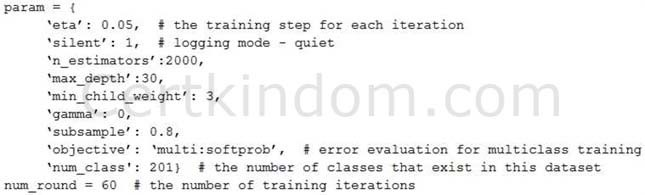 param = {
‘eta’: 0.05, # the training step for each iteration
‘silent’: 1, # logging mode - quiet
‘n_estimators’:2000,
‘max_depth’:30,
‘min_child_weight’: 3,
‘gamma’: 0,
‘subsample’: 0.8,
‘objective’: ‘multi:softprob’, # error evaluation for multiclass training
‘num_class': 201} # the number of classes that exist in this dataset
num_round = 60 # the number of training iterations
Certkindom.com